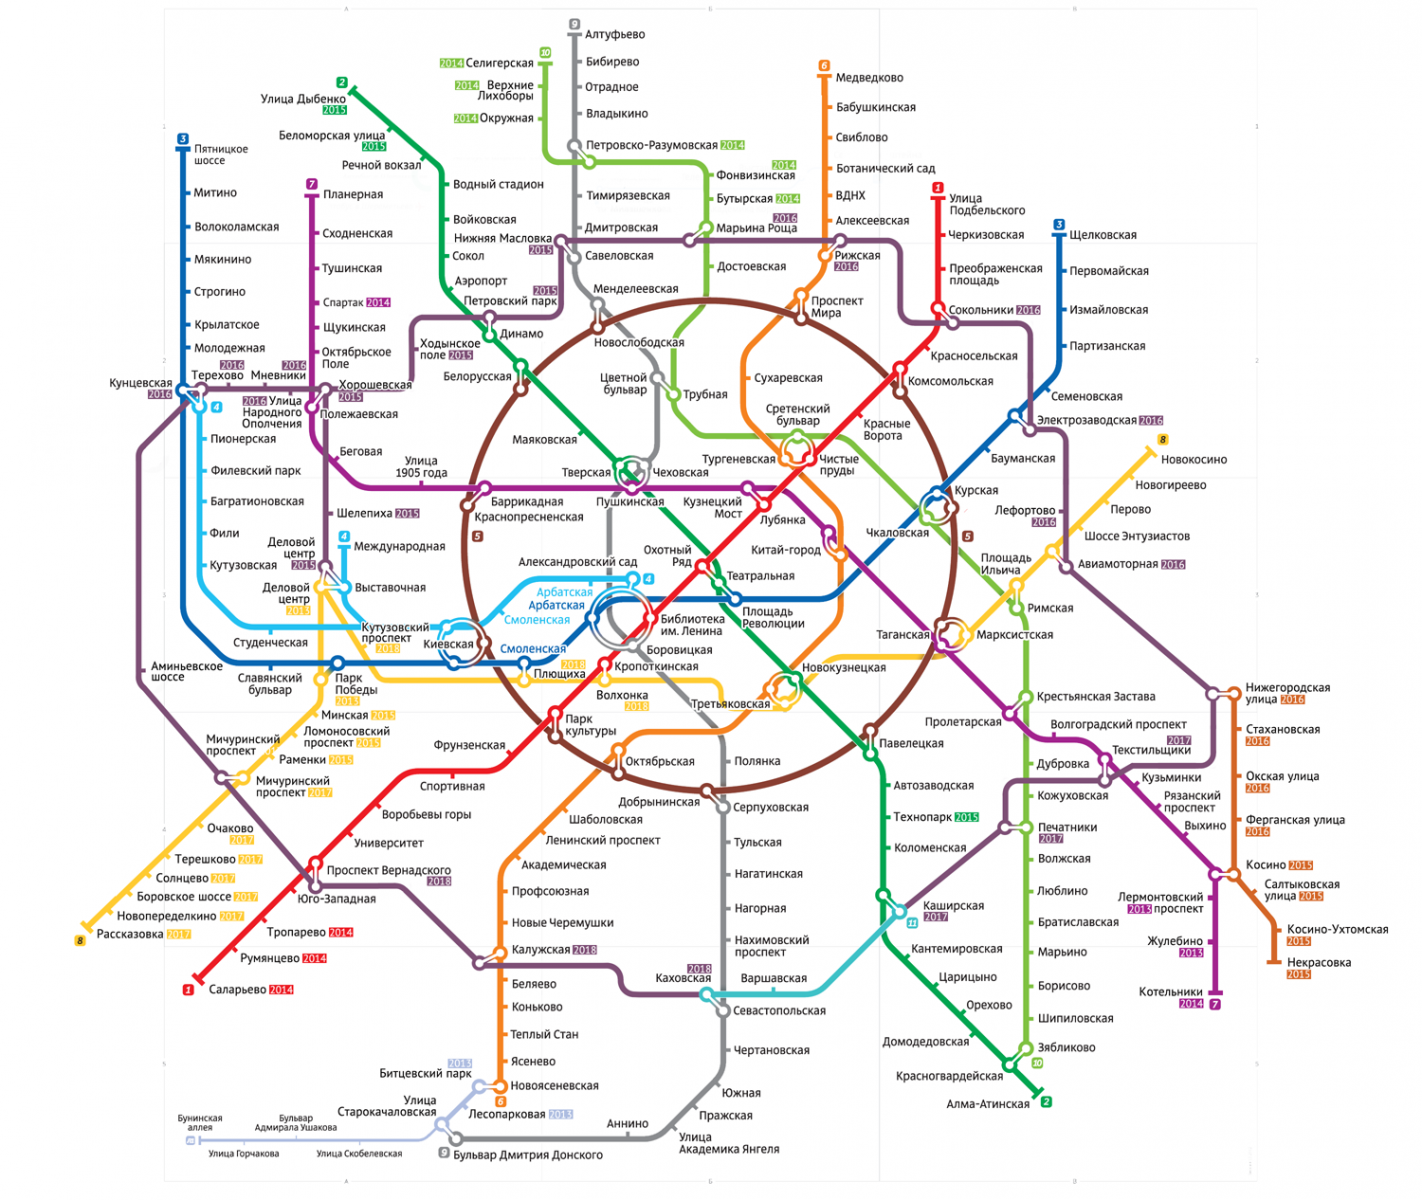 А
Б
В
9
Алтуфьево
Бибирево
Отрадное
Владыкино
Петровско-Разумовская 2014
Тимирязевская
Дмитровская
Савеловская
Менделеевская
Новослободская
Цветной
бульвар
10
2014 Селигерская
2014 Верхние
Лихоборы
2014 Окружная
2014
Фонвизинская
Бутырская 2014
2016
Марьина Роща
Достоевская
Трубная
6
Медведково
Бабушкинская
Свиблово
Ботанический сад
ВДНХ
Алексеевская
Рижская
2016
Проспект
Мира
Сухаревская
2
Улица Дыбенко
2015
Беломорская улица
2015
Речной вокзал
Водный стадион
Войковская
Нижняя Масловка
2015
Сокол
Аэропорт
2015
Петровский парк
Динамо
Ходынское
поле 2015
Белорусская
Маяковская
Тверская
Чеховская
Пушкинская
3
Пятницкое
шоссе
Митино
Волоколамская
Мякинино
Строгино
Крылатское
Молодежная
Кунцевская
2016
2016
Терехово
2016
Мневники
2016 Улица
Народного
Ополчения
Хорошевская
2015
Полежаевская
7
Планерная
Сходненская
Тушинская
Спартак 2014
Щукинская
Октябрьское
Поле
Беговая
Улица
1905 года
Баррикадная
Краснопресненская
1
Улица
Подбельского
Черкизовская
Преображенская
площадь
Сокольники 2016
Красносельская
Комсомольская
Красные
Ворота
Сретенский
бульвар
Тургеневская
Чистые
пруды
Кузнецкий
Мост
Лубянка
Китай-город
3
Щелковская
Первомайская
Измайловская
Партизанская
Семеновская
Электрозаводская 2016
Бауманская
Курская
Чкаловская
8
Новокосино
Новогиреево
Перово
Шоссе Энтузиастов
Лефортово
2016
Площадь
Ильича
Авиамоторная 2016
Римская
4
Пионерская
Филевский парк
Багратионовская
Фили
Кутузовская
Студенческая
Шелепиха 2015
Деловой
центр
2015
4
Международная
Деловой
центр
2013
Выставочная
Кутузовский
проспект
2018
Киевская
5
5
Александровский сад
4
Арбатская
Арбатская
Смоленская
Смоленская
Охотный
Ряд
Театральная
Площадь
Революции
Библиотека
им. Ленина
Боровицкая
Кропоткинская
2018
Плющиха
Волхонка
2018
Третьяковская
Новокузнецкая
Таганская
Марксистская
Аминьевское
шоссе
Славянский
бульвар
Парк
Победы
2013
Минская 2015
Ломоносовский
проспект 2015
Раменки 2015
Мичуринский
проспект
Мичуринский
проспект 2017
Очаково
2017
Терешково 2017
Солнцево 2017
Боровское шоссе 2017
Новопеределкино 2017
8
Рассказовка 2017
Парк
культуры
Фрунзенская
Спортивная
Воробьевы горы
Университет
Проспект Вернадского
2018
Юго-Западная
Тропарево 2014
Румянцево 2014
1
Саларьево 2014
Октябрьская
Добрынинская
Шаболовская
Ленинский проспект
Академическая
Профсоюзная
Новые Черемушки
Калужская 2018
Беляево
Коньково
Теплый Стан
Ясенево
Новоясеневская
6
2013
Битцевский парк
Лесопарковая 2013
Улица
Старокачаловская
Бунинская
аллея
Бульвар
Адмирала Ушакова
Улица Горчакова
Улица Скобелевская
9
Бульвар Дмитрия Донского
Аннино
Улица
Академика Янгеля
Пражская
Южная
Чертановская
Севастопольская
2018
Каховская
Варшавская
Полянка
Серпуховская
Тульская
Нагатинская
Нагорная
Нахимовский
проспект
Павелецкая
Автозаводская
Технопарк 2015
Коломенская
Каширская
2017
11
Кантемировская
Царицыно
Орехово
Домодедовская
Красногвардейская
Алма-Атинская
2
Крестьянская Застава
Пролетарская
Волгоградский проспект
2017
Текстильщики
Дубровка
Кузьминки
Кожуховская
Рязанский
проспект
Выхино
Печатники
2017
Волжская
Люблино
Братиславская
Марьино
Борисово
Шипиловская
Зябликово
10
Нижегородская
улица 2016
Стахановская
2016
Окская улица
2016
Ферганская улица
2016
Косино 2015
Салтыковская
улица 2015
Косино-Ухтомская
2015
Некрасовка
2015
Лермонтовский
2013 проспект
Жулебино
2013
Котельники
2014
7